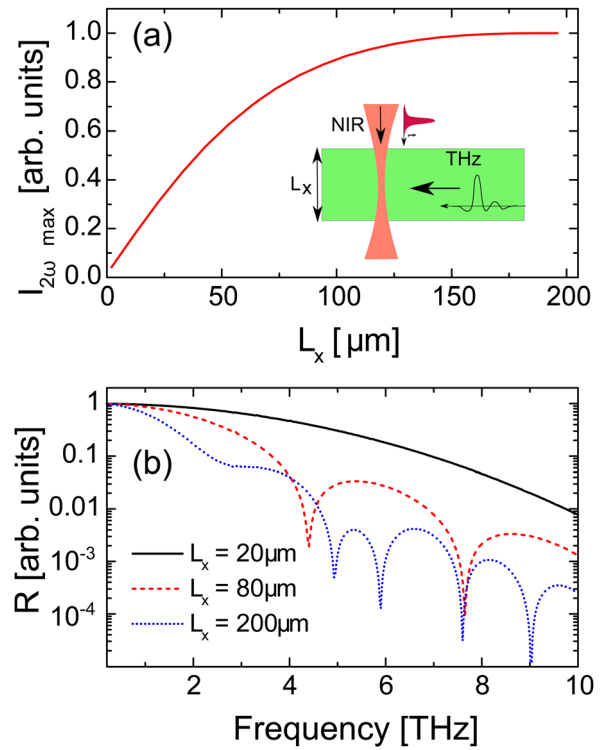 (a)
1.0
0.8
0.6
0.4
0.2
0.0
I2ω max [arb. units]
NIR
THz
Lx
0 50 100 150 200
Lx [µm]
(b)
1
0.1
0.01
10⁻³
10⁻⁴
R [arb. units]
Lx = 20µm
Lx = 80µm
Lx = 200µm
2 4 6 8 10
Frequency [THz]